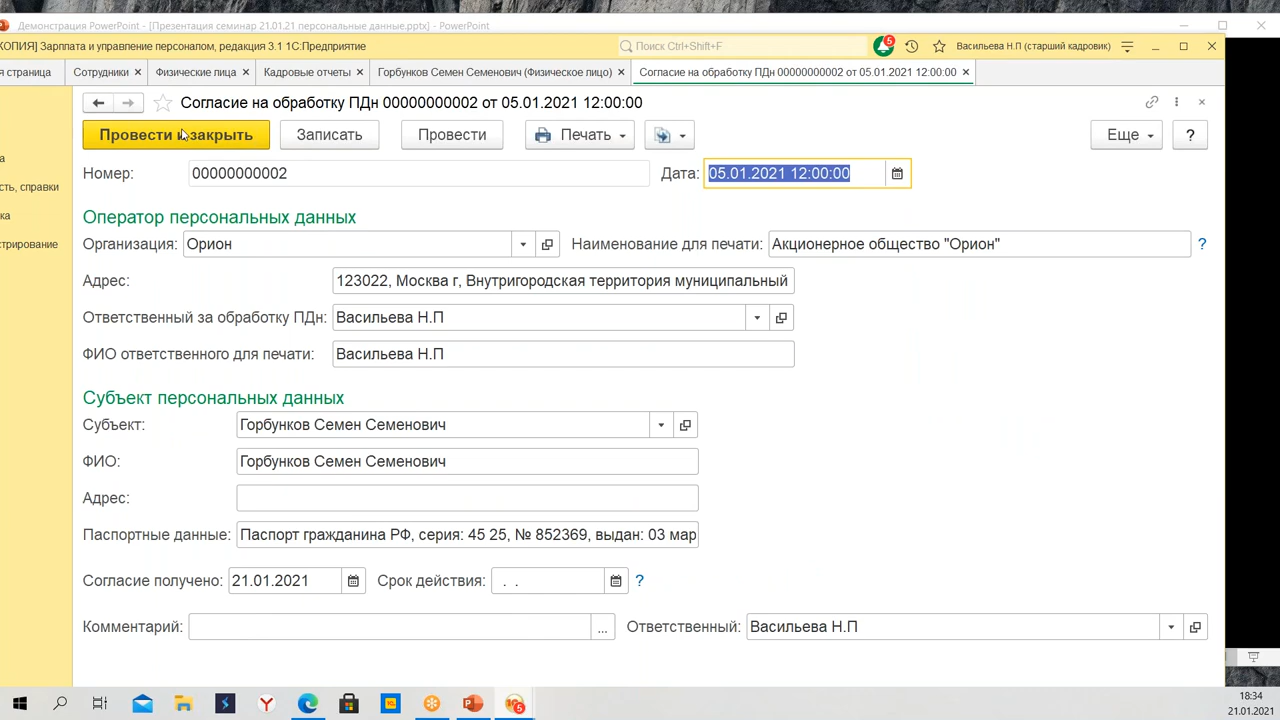 Демонстрация PowerPoint - [Презентация семинар 21.01.21 персональные данные.pptx] - PowerPoint
КОПИЯ] Зарплата и управление персоналом, редакция 3.1 1С:Предприятие
Поиск Ctrl+Shift+F
5
Васильева Н.П (старший кадровик)
я страница
Сотрудники ×
Физические лица ×
Кадровые отчеты ×
Горбунков Семен Семенович (Физическое лицо) ×
Согласие на обработку ПДн 00000000002 от 05.01.2021 12:00:00 ×
Согласие на обработку ПДн 00000000002 от 05.01.2021 12:00:00
Провести и закрыть
Записать
Провести
Печать
Еще
?
а
ость, справки
ка
стрирование
Номер: 00000000002
Дата: 05.01.2021 12:00:00
Оператор персональных данных
Организация: Орион
Наименование для печати: Акционерное общество "Орион" ?
Адрес: 123022, Москва г, Внутригородская территория муниципальный
Ответственный за обработку ПДн: Васильева Н.П
ФИО ответственного для печати: Васильева Н.П
Субъект персональных данных
Субъект: Горбунков Семен Семенович
ФИО: Горбунков Семен Семенович
Адрес:
Паспортные данные: Паспорт гражданина РФ, серия: 45 25, № 852369, выдан: 03 мар
Согласие получено: 21.01.2021
Срок действия: . . ?
Комментарий: ...
Ответственный: Васильева Н.П
5
18:34
21.01.2021